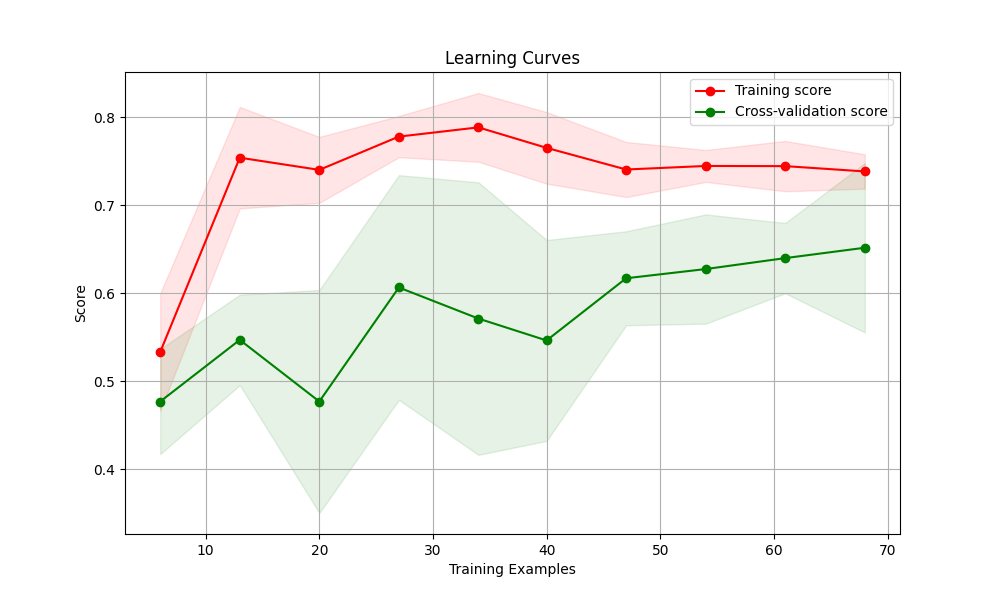 Learning Curves
Training score
Cross-validation score
0.8
0.7
0.6
0.5
0.4
Score
10 20 30 40 50 60 70
Training Examples